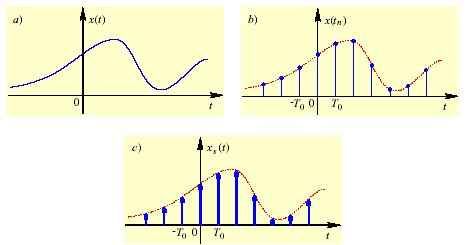 a)
x(t)
0
t
b)
x(tₙ)
-T₀ 0 T₀
t
c)
xₛ(t)
-T₀ 0 T₀
t